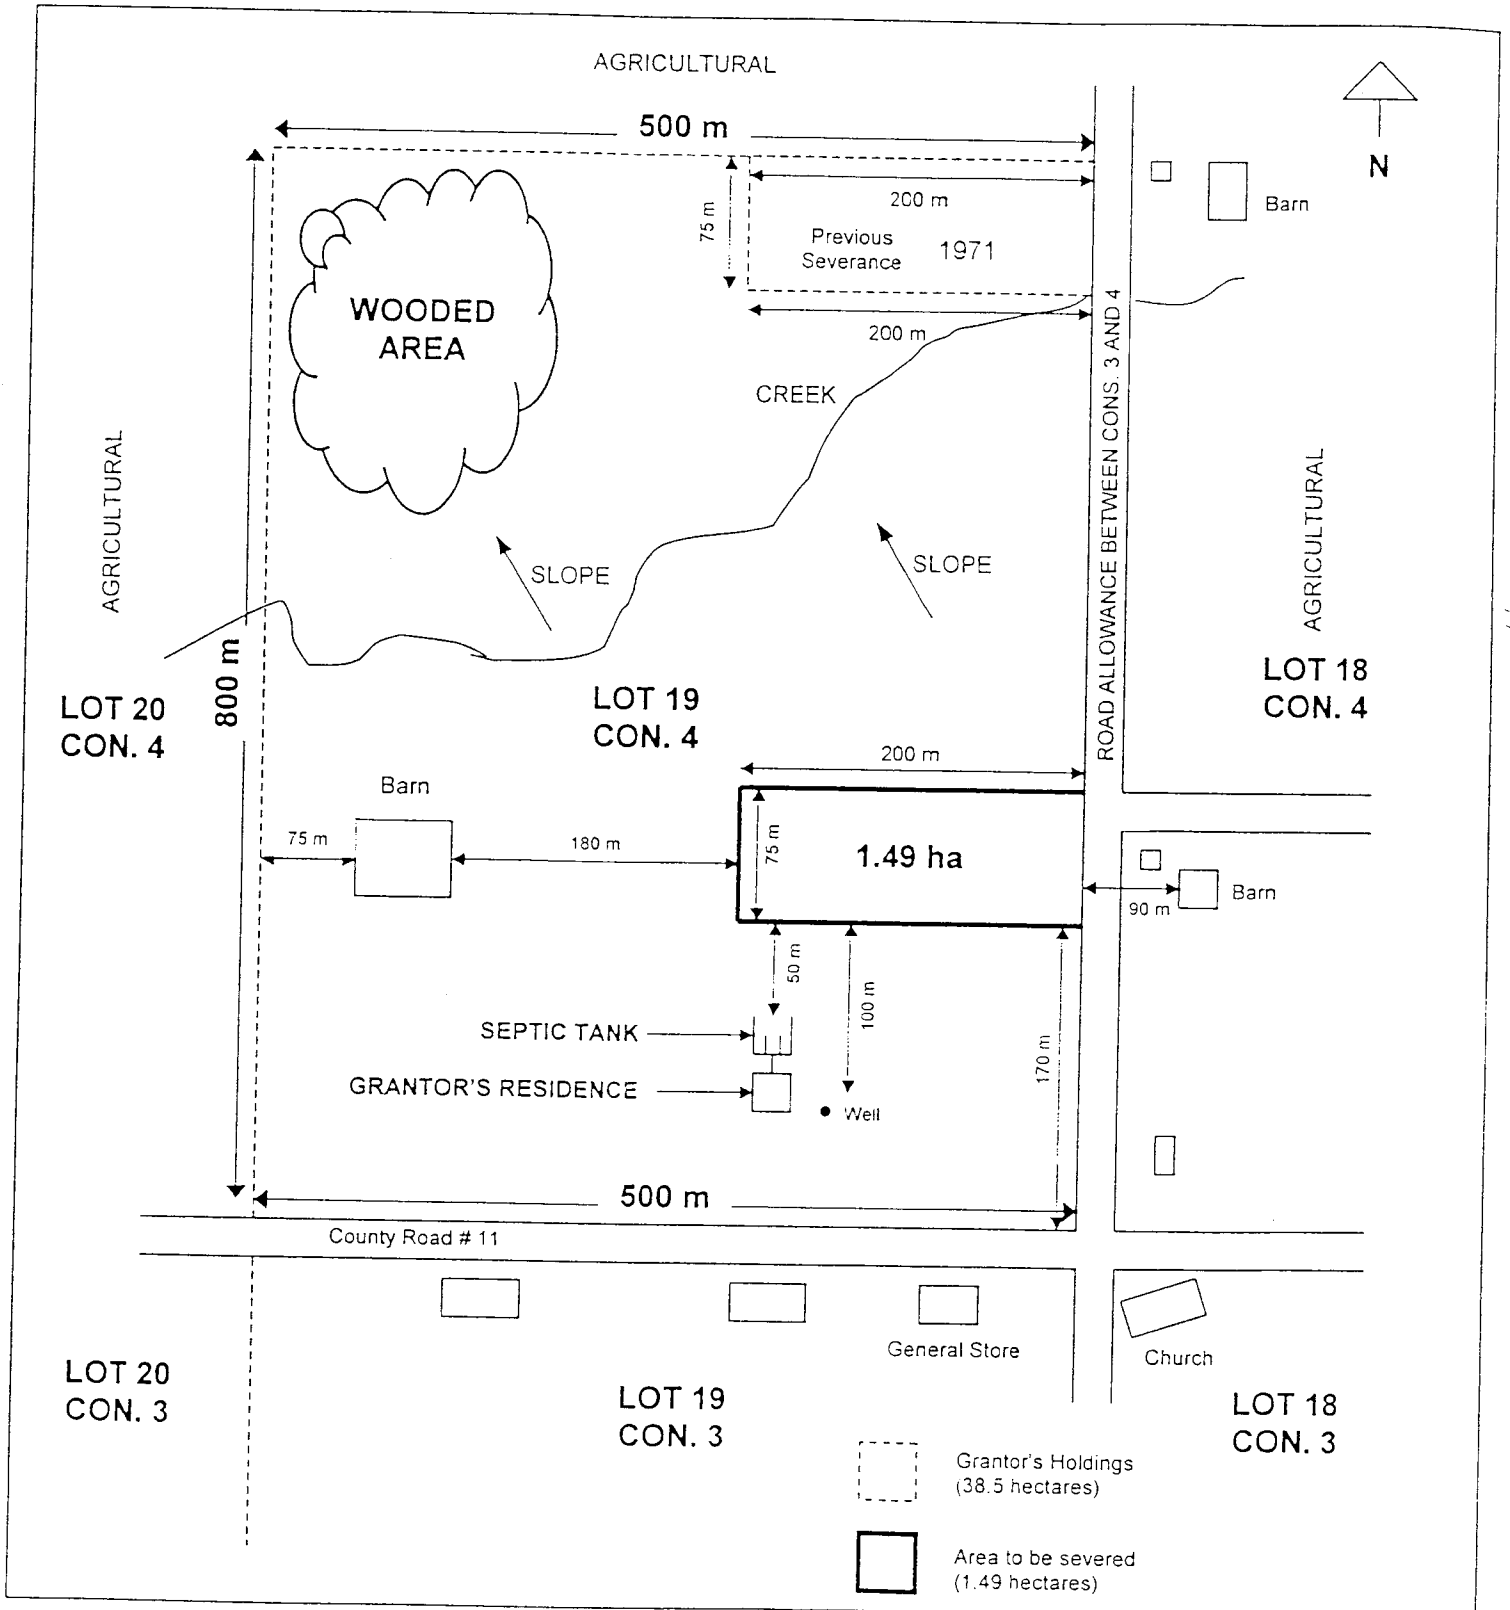 AGRICULTURAL
500 m
N
200 m
75 m
Barn
Previous
Severance
1971
200 m
WOODED
AREA
CREEK
ROAD ALLOWANCE BETWEEN CONS. 3 AND 4
AGRICULTURAL
AGRICULTURAL
SLOPE
SLOPE
800 m
LOT 20
CON. 4
LOT 19
CON. 4
LOT 18
CON. 4
200 m
Barn
75 m
180 m
75 m
1.49 ha
90 m
Barn
50 m
100 m
170 m
SEPTIC TANK
GRANTOR'S RESIDENCE
Well
500 m
County Road # 11
General Store
Church
LOT 20
CON. 3
LOT 19
CON. 3
LOT 18
CON. 3
Grantor's Holdings
(38.5 hectares)
Area to be severed
(1.49 hectares)